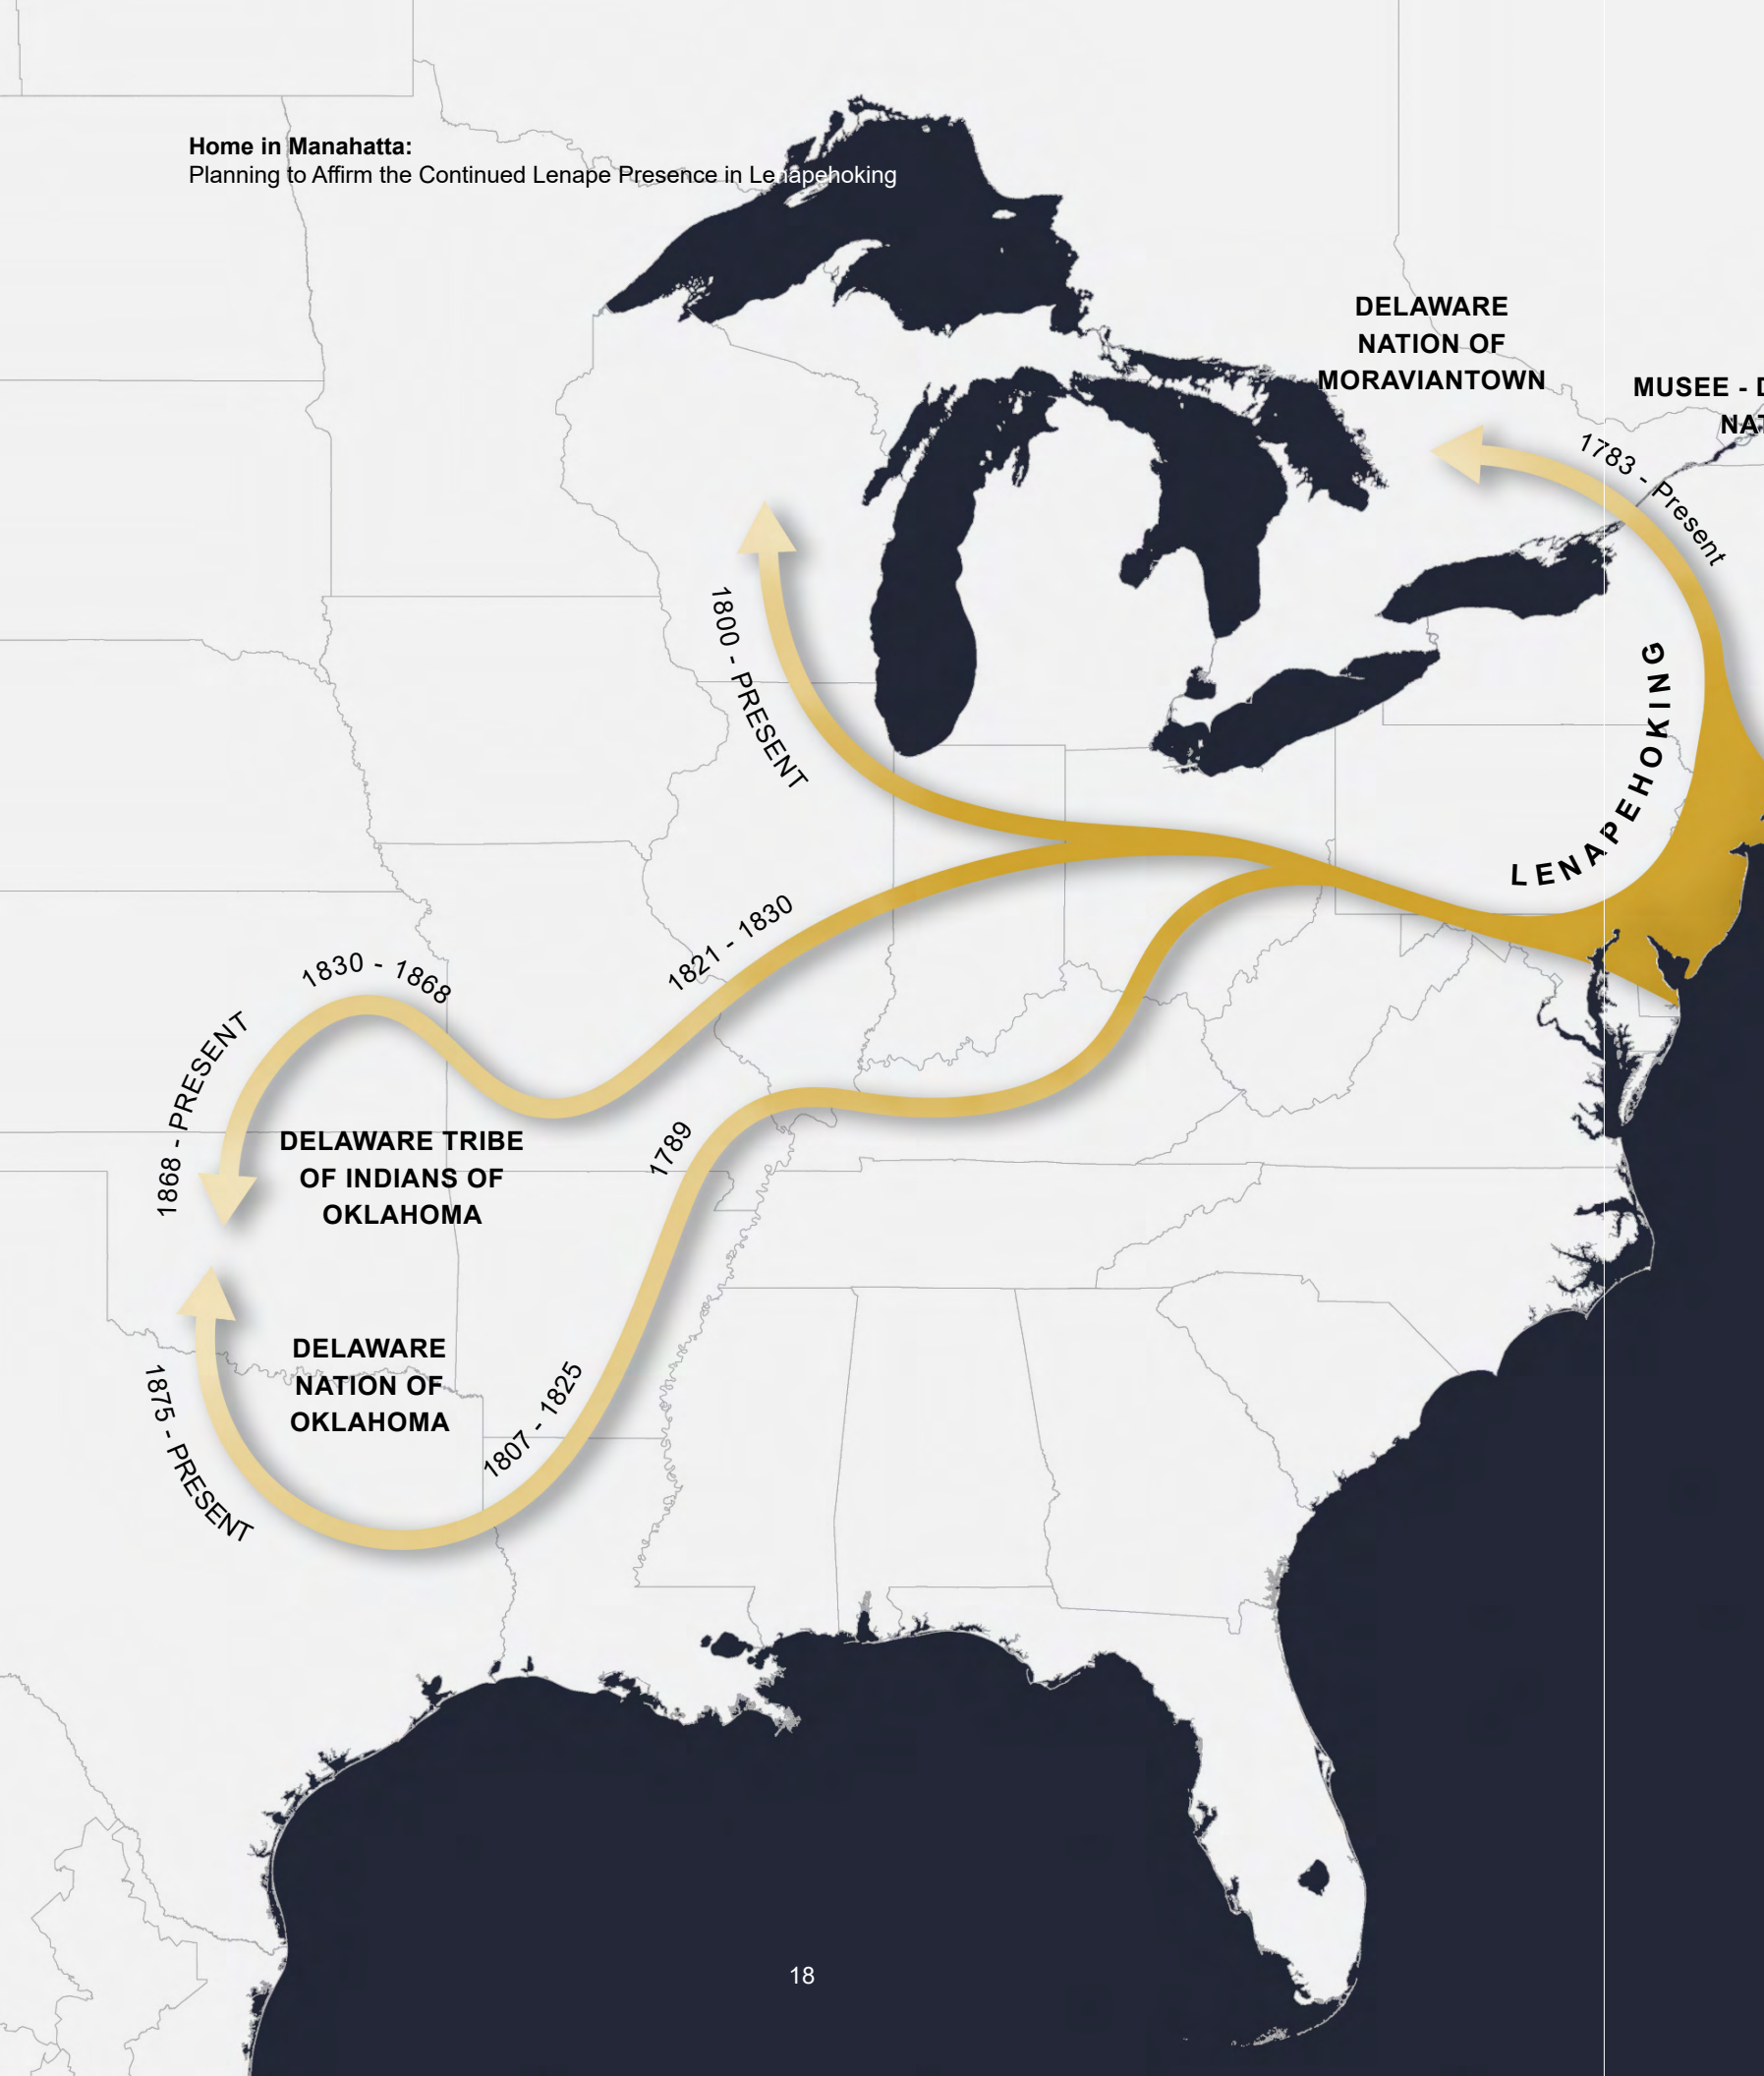 Home in Manahatta:
Planning to Affirm the Continued Lenape Presence in Lenapehoking
DELAWARE
NATION OF
MORAVIANTOWN
MUSEE -
1783 - Present
LENAPEHOKING
1800 - PRESENT
1821 - 1830
1830 - 1868
1868 - PRESENT
DELAWARE TRIBE
OF INDIANS OF
OKLAHOMA
1789
DELAWARE
NATION OF
OKLAHOMA
1807 - 1825
1875 - PRESENT
18